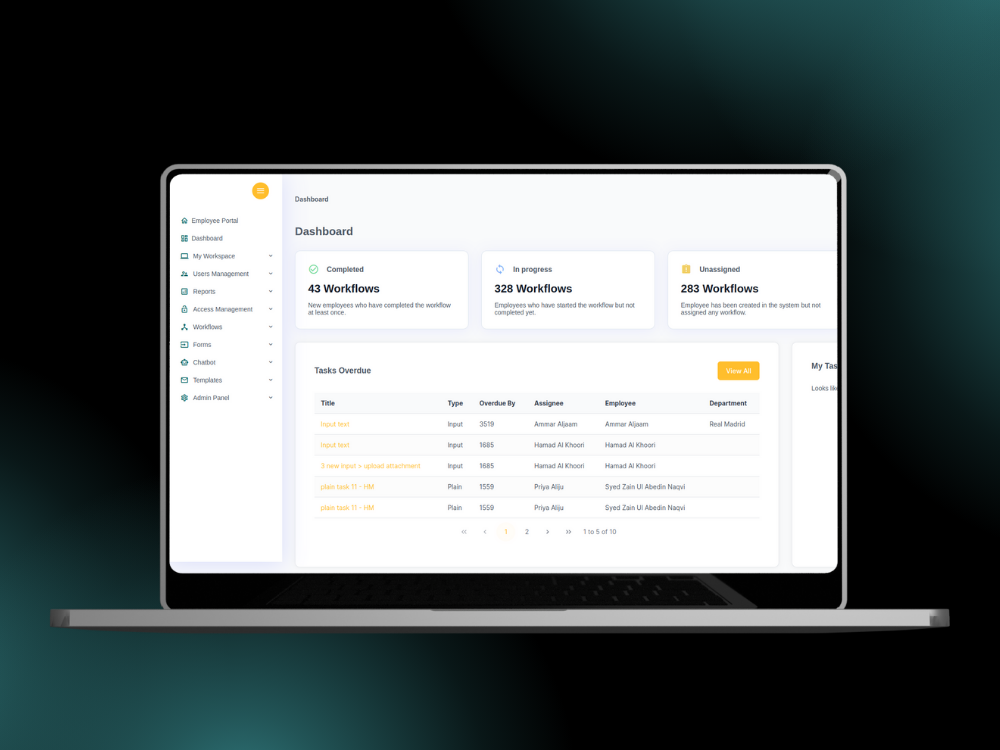 Employee Portal
Dashboard
My Workspace
Users Management
Reports
Access Management
Workflows
Forms
Chatbot
Templates
Admin Panel
Dashboard
Dashboard
Completed
43 Workflows
New employees who have completed the workflow
at least once.
In progress
328 Workflows
Employees who have started the workflow but not
completed yet.
Unassigned
283 Workflows
Employee has been created in the system but not
assigned any workflow.
Tasks Overdue
View All
Title Type Overdue By Assignee Employee Department
Input text Input 3519 Ammar Aljaam Ammar Aljaam Real Madrid
Input text Input 1685 Hamad Al Khoori Hamad Al Khoori
3 new input > upload attachment Input 1685 Hamad Al Khoori Hamad Al Khoori
plain task 11 - HM Plain 1559 Priya Aliju Syed Zain Ul Abedin Naqvi
plain task 11 - HM Plain 1559 Priya Aliju Syed Zain Ul Abedin Naqvi
« ‹ 1 2 › » 1 to 5 of 10
My Tas
Looks like